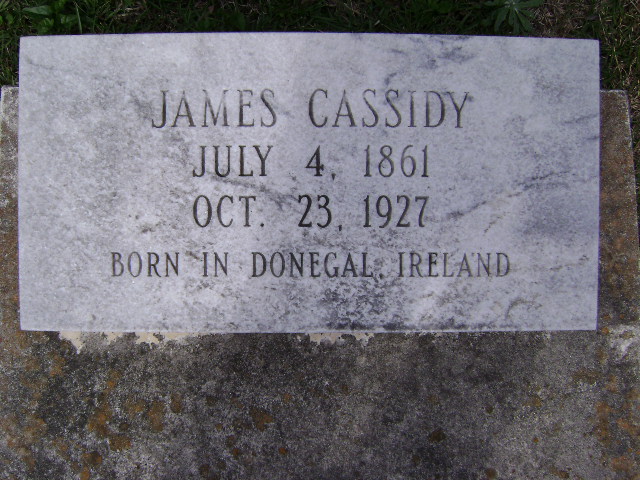 JAMES CASSIDY
JULY 4, 1861
OCT. 23, 1927
BORN IN DONEGAL, IRELAND